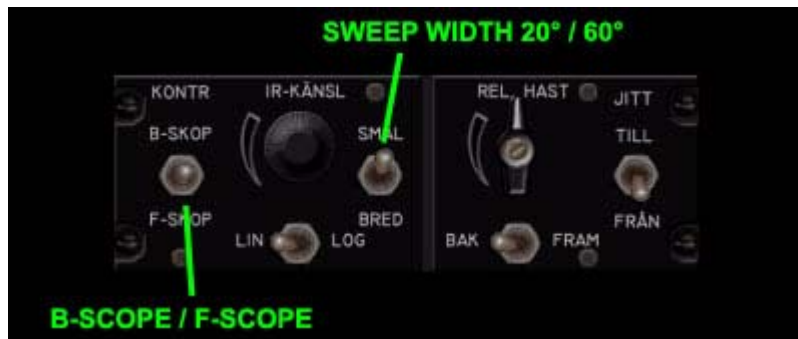 SWEEP WIDTH 20° / 60°
KONTR
IR-KÄNSL
REL. HAST
JITT
B-SKOP
SMAL
TILL
F-SKOP
BRED
FRÅN
LIN
LOG
BAK
FRAM
B-SCOPE / F-SCOPE